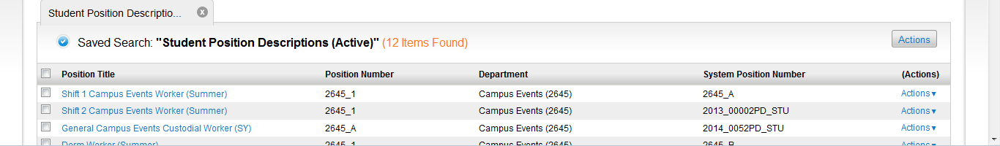 Student Position Descriptio...
Saved Search: "Student Position Descriptions (Active)" (12 Items Found) Actions
Position Title Position Number Department System Position Number (Actions)
Shift 1 Campus Events Worker (Summer) 2645_1 Campus Events (2645) 2645_A Actions▼
Shift 2 Campus Events Worker (Summer) 2645_1 Campus Events (2645) 2013_00002PD_STU Actions▼
General Campus Events Custodial Worker (SY) 2645_A Campus Events (2645) 2014_0052PD_STU Actions▼
Dorm Worker (Summer) 2645_1 Campus Events (2645) Actions▼